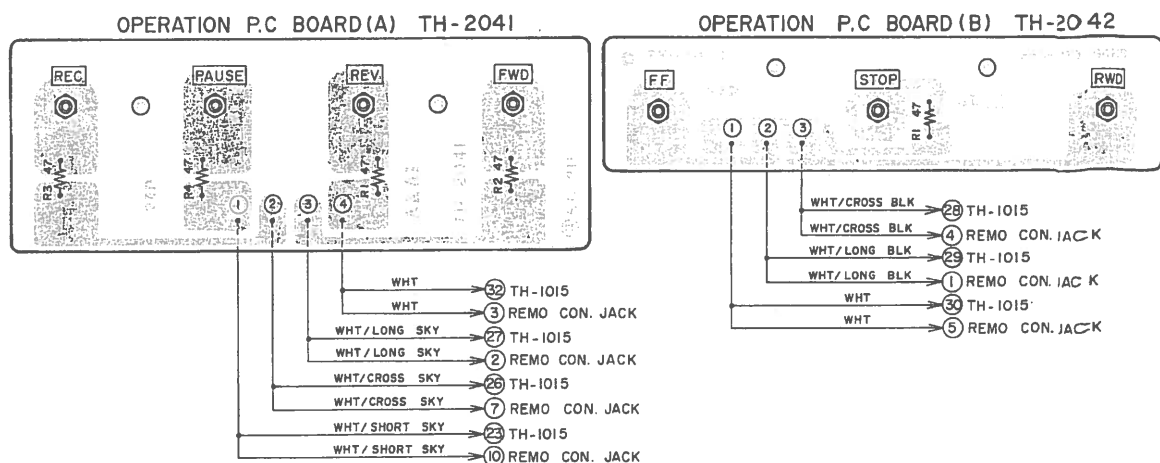 OPERATION P.C BOARD(A) TH-2041
REC.
PAUSE
REV.
FWD
R3 47
R4 47
R1 47
R2 47
1
2
3
4
WHT 32 TH-1015
WHT 3 REMO CON. JACK
WHT/LONG SKY 27 TH-1015
WHT/LONG SKY 2 REMO CON. JACK
WHT/CROSS SKY 26 TH-1015
WHT/CROSS SKY 7 REMO CON. JACK
WHT/SHORT SKY 23 TH-1015
WHT/SHORT SKY 10 REMO CON. JACK
OPERATION P.C BOARD(B) TH-2042
F.F.
STOP
RWD
R1 47
1
2
3
WHT/CROSS BLK 28 TH-1015
WHT/CROSS BLK 4 REMO CON. JACK
WHT/LONG BLK 29 TH-1015
WHT/LONG BLK 1 REMO CON. JACK
WHT 30 TH-1015
WHT 5 REMO CON. JACK